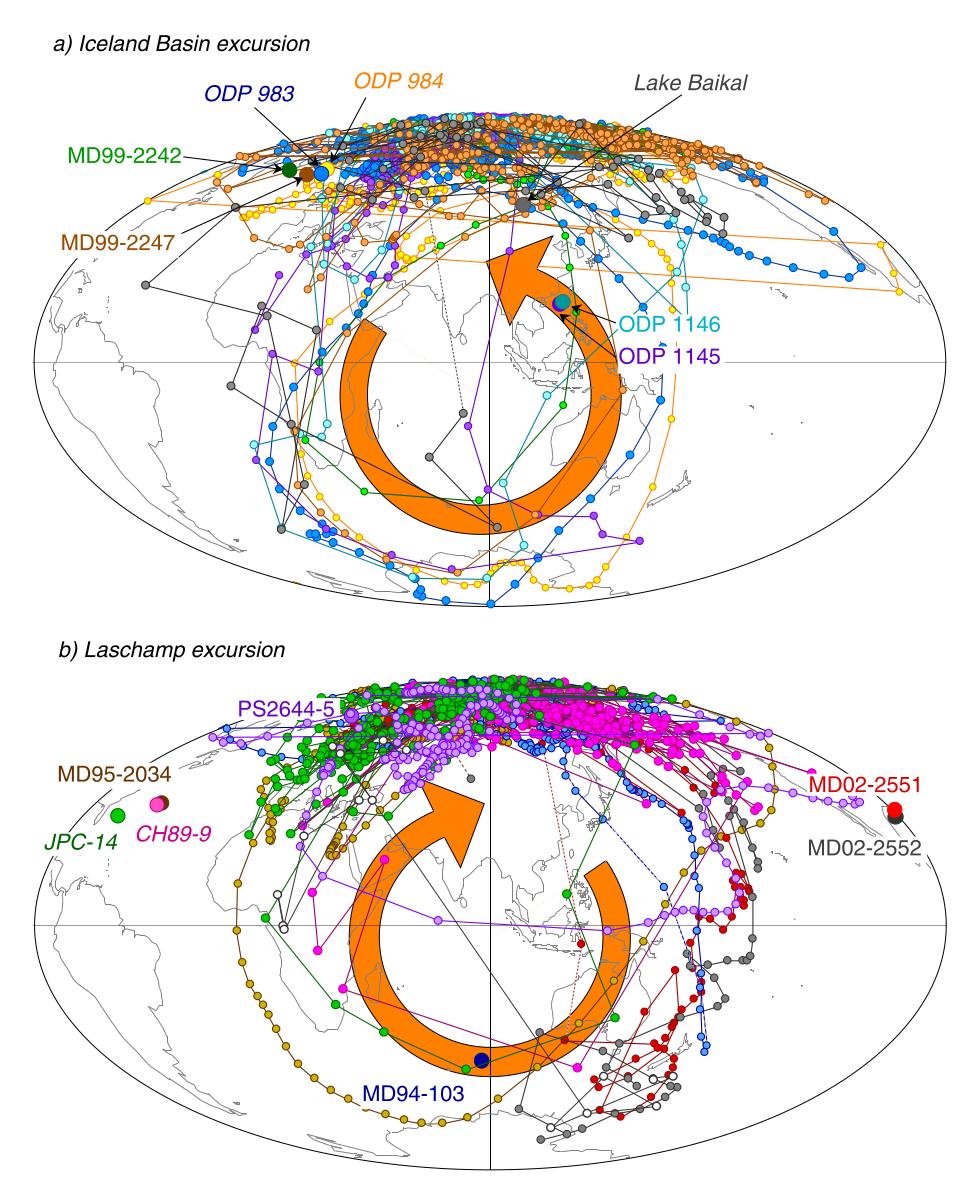 a) Iceland Basin excursion
ODP 983
ODP 984
Lake Baikal
MD99-2242
MD99-2247
ODP 1146
ODP 1145
b) Laschamp excursion
PS2644-5
MD95-2034
MD02-2551
JPC-14
CH89-9
MD02-2552
MD94-103